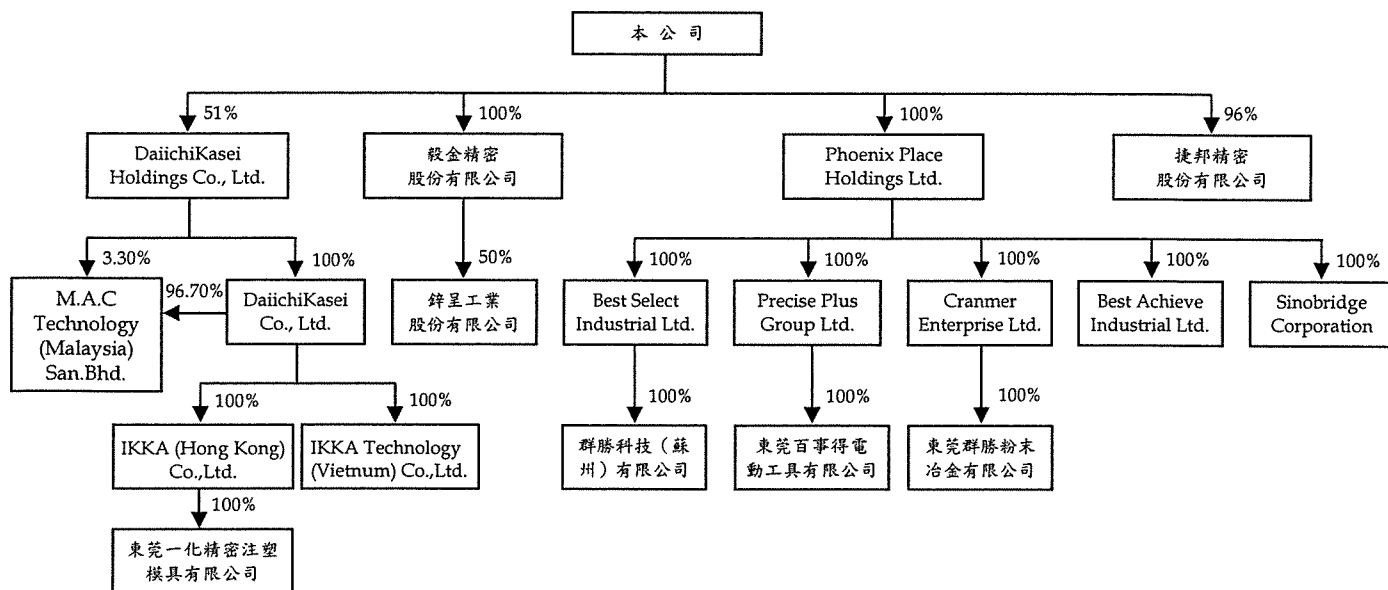 本公司
51%
100%
100%
96%
DaiichiKasei
Holdings Co., Ltd.
毅金精密
股份有限公司
Phoenix Place
Holdings Ltd.
捷邦精密
股份有限公司
3.30%
100%
50%
100%
100%
100%
100%
100%
M.A.C
Technology
(Malaysia)
San.Bhd.
96.70%
DaiichiKasei
Co., Ltd.
鋅呈工業
股份有限公司
Best Select
Industrial Ltd.
Precise Plus
Group Ltd.
Cranmer
Enterprise Ltd.
Best Achieve
Industrial Ltd.
Sinobridge
Corporation
100%
100%
100%
100%
100%
IKKA (Hong Kong)
Co.,Ltd.
IKKA Technology
(Vietnum) Co.,Ltd.
群勝科技（蘇
州）有限公司
東莞百事得電
動工具有限公司
東莞群勝粉末
冶金有限公司
100%
東莞一化精密注塑
模具有限公司